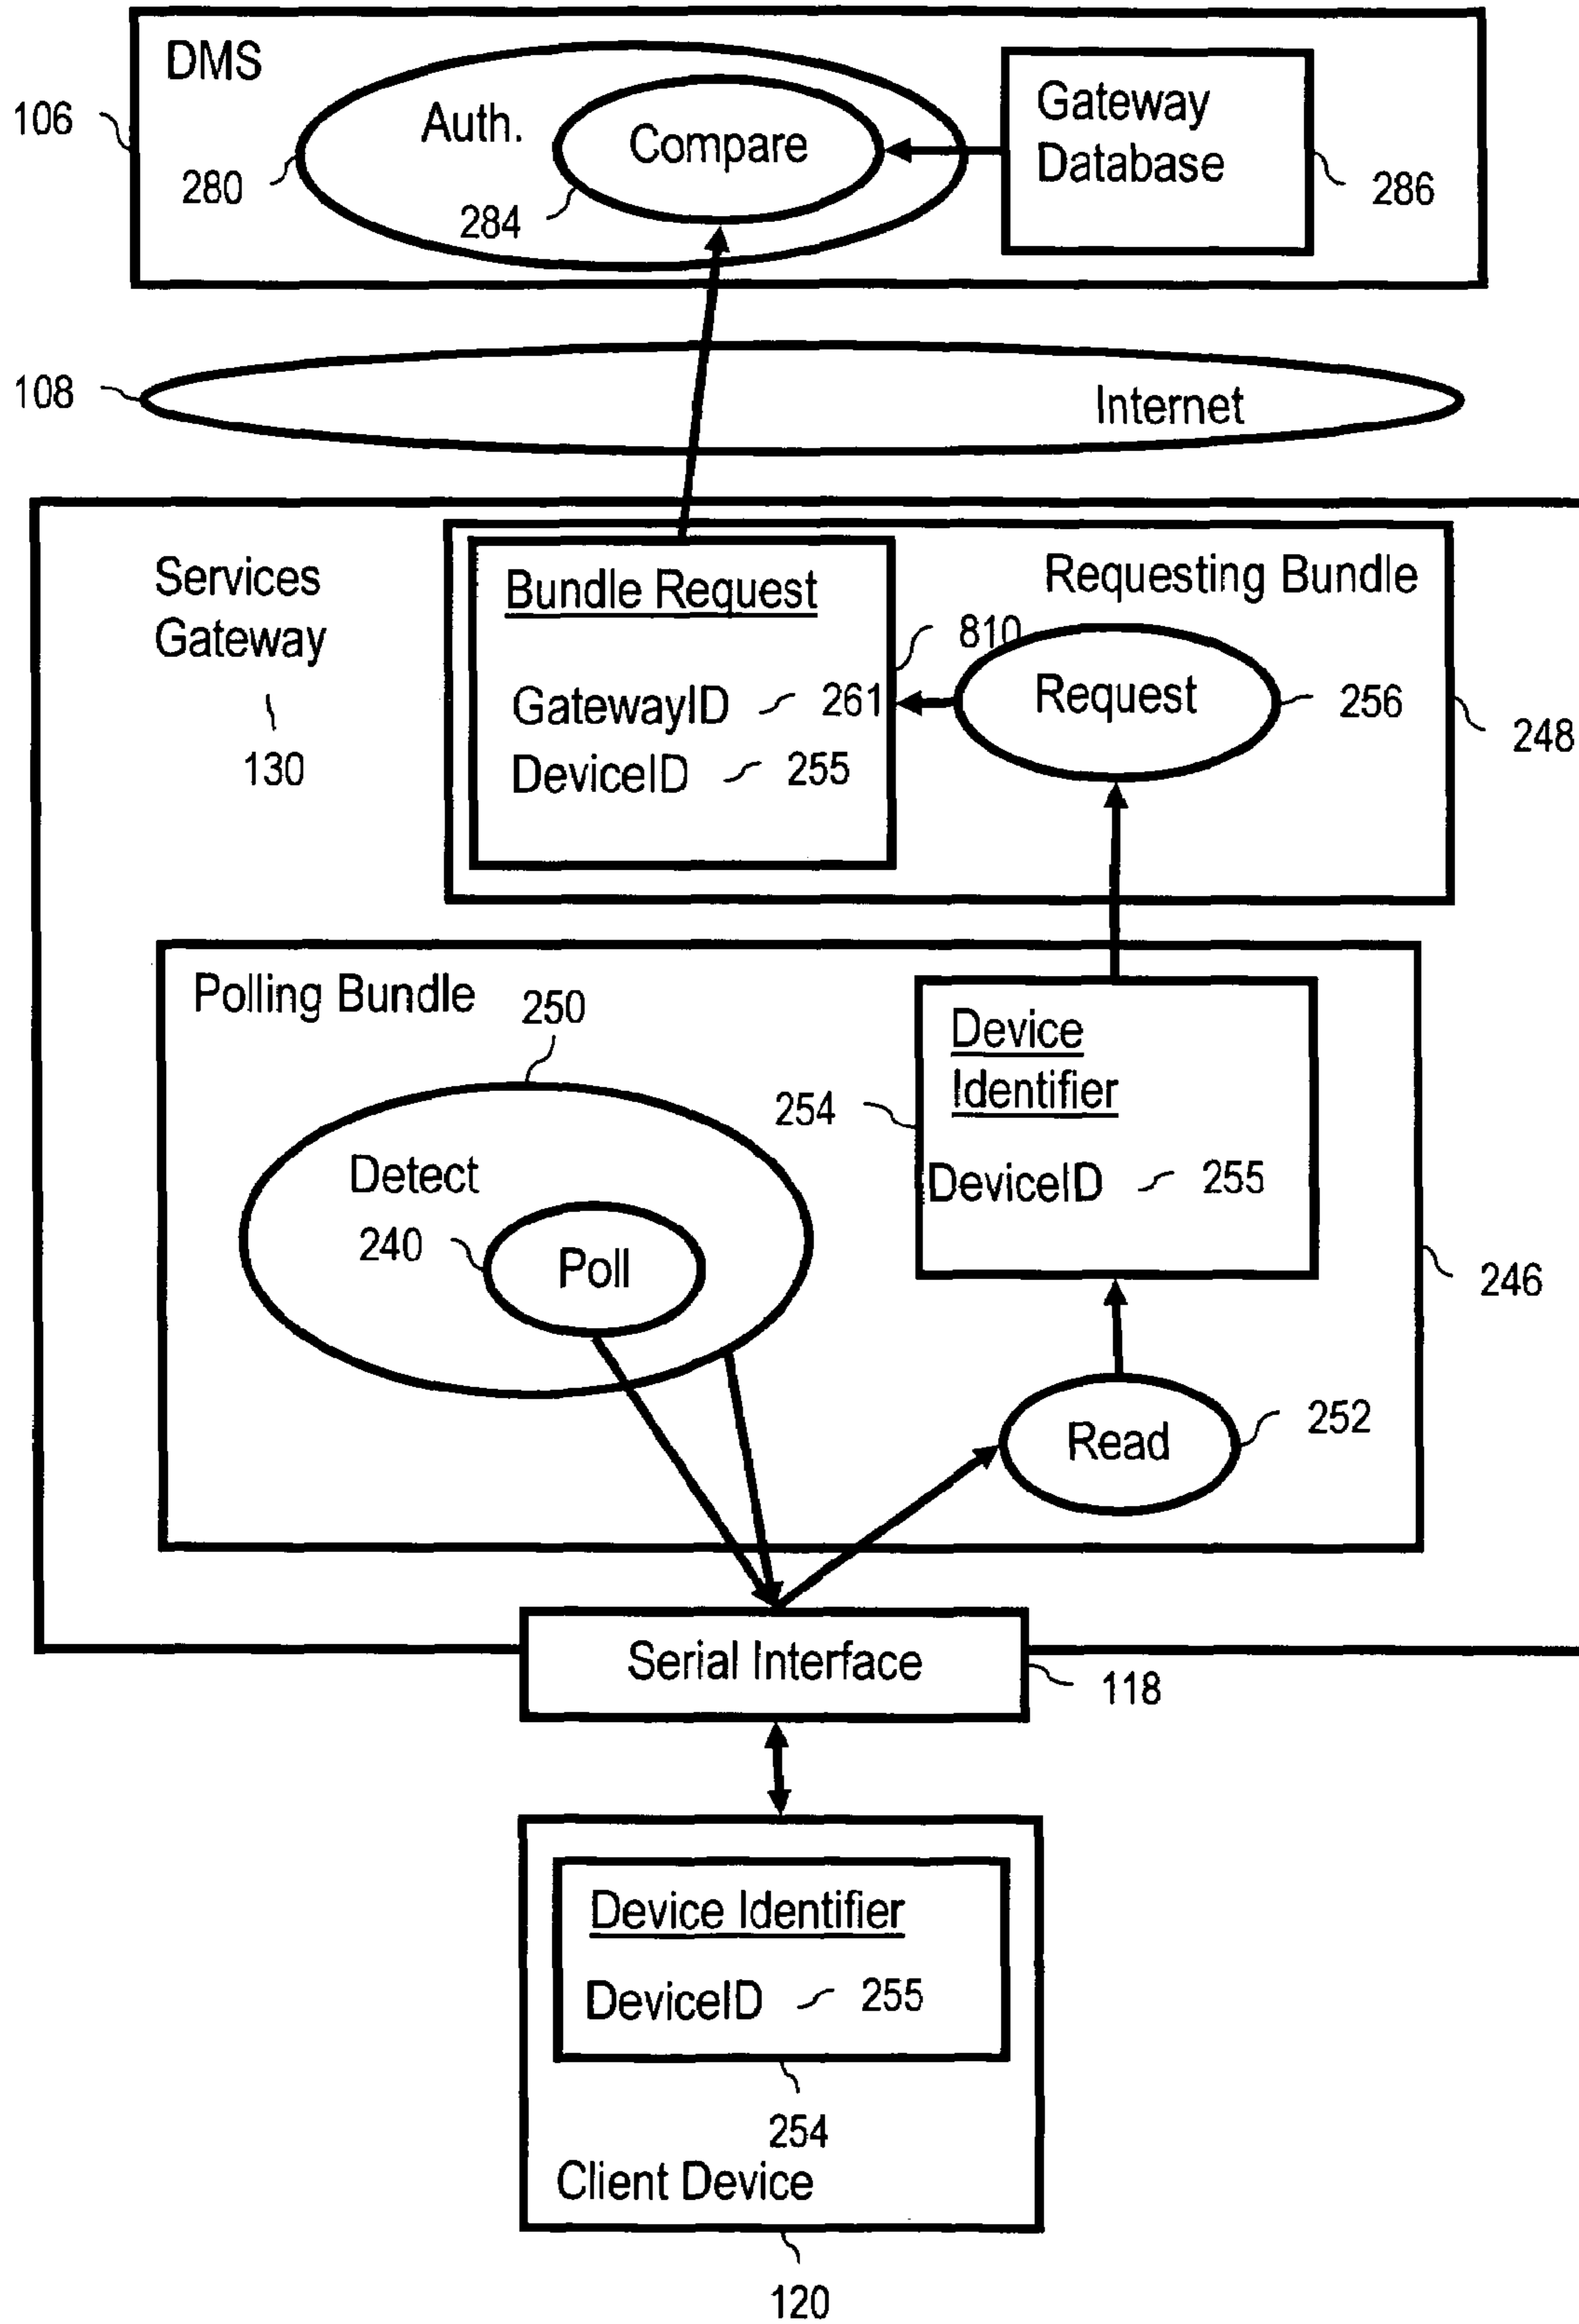 DMS
106
Auth.
Compare
Gateway
Database
280
284
286
108
Internet
Services
Gateway
130
Bundle Request
Requesting Bundle
810
GatewayID 261
DeviceID 255
Request
256
248
Polling Bundle
250
Device
Identifier
254
DeviceID 255
Detect
240
Poll
246
Read
252
Serial Interface
118
Device Identifier
DeviceID 255
254
Client Device
120